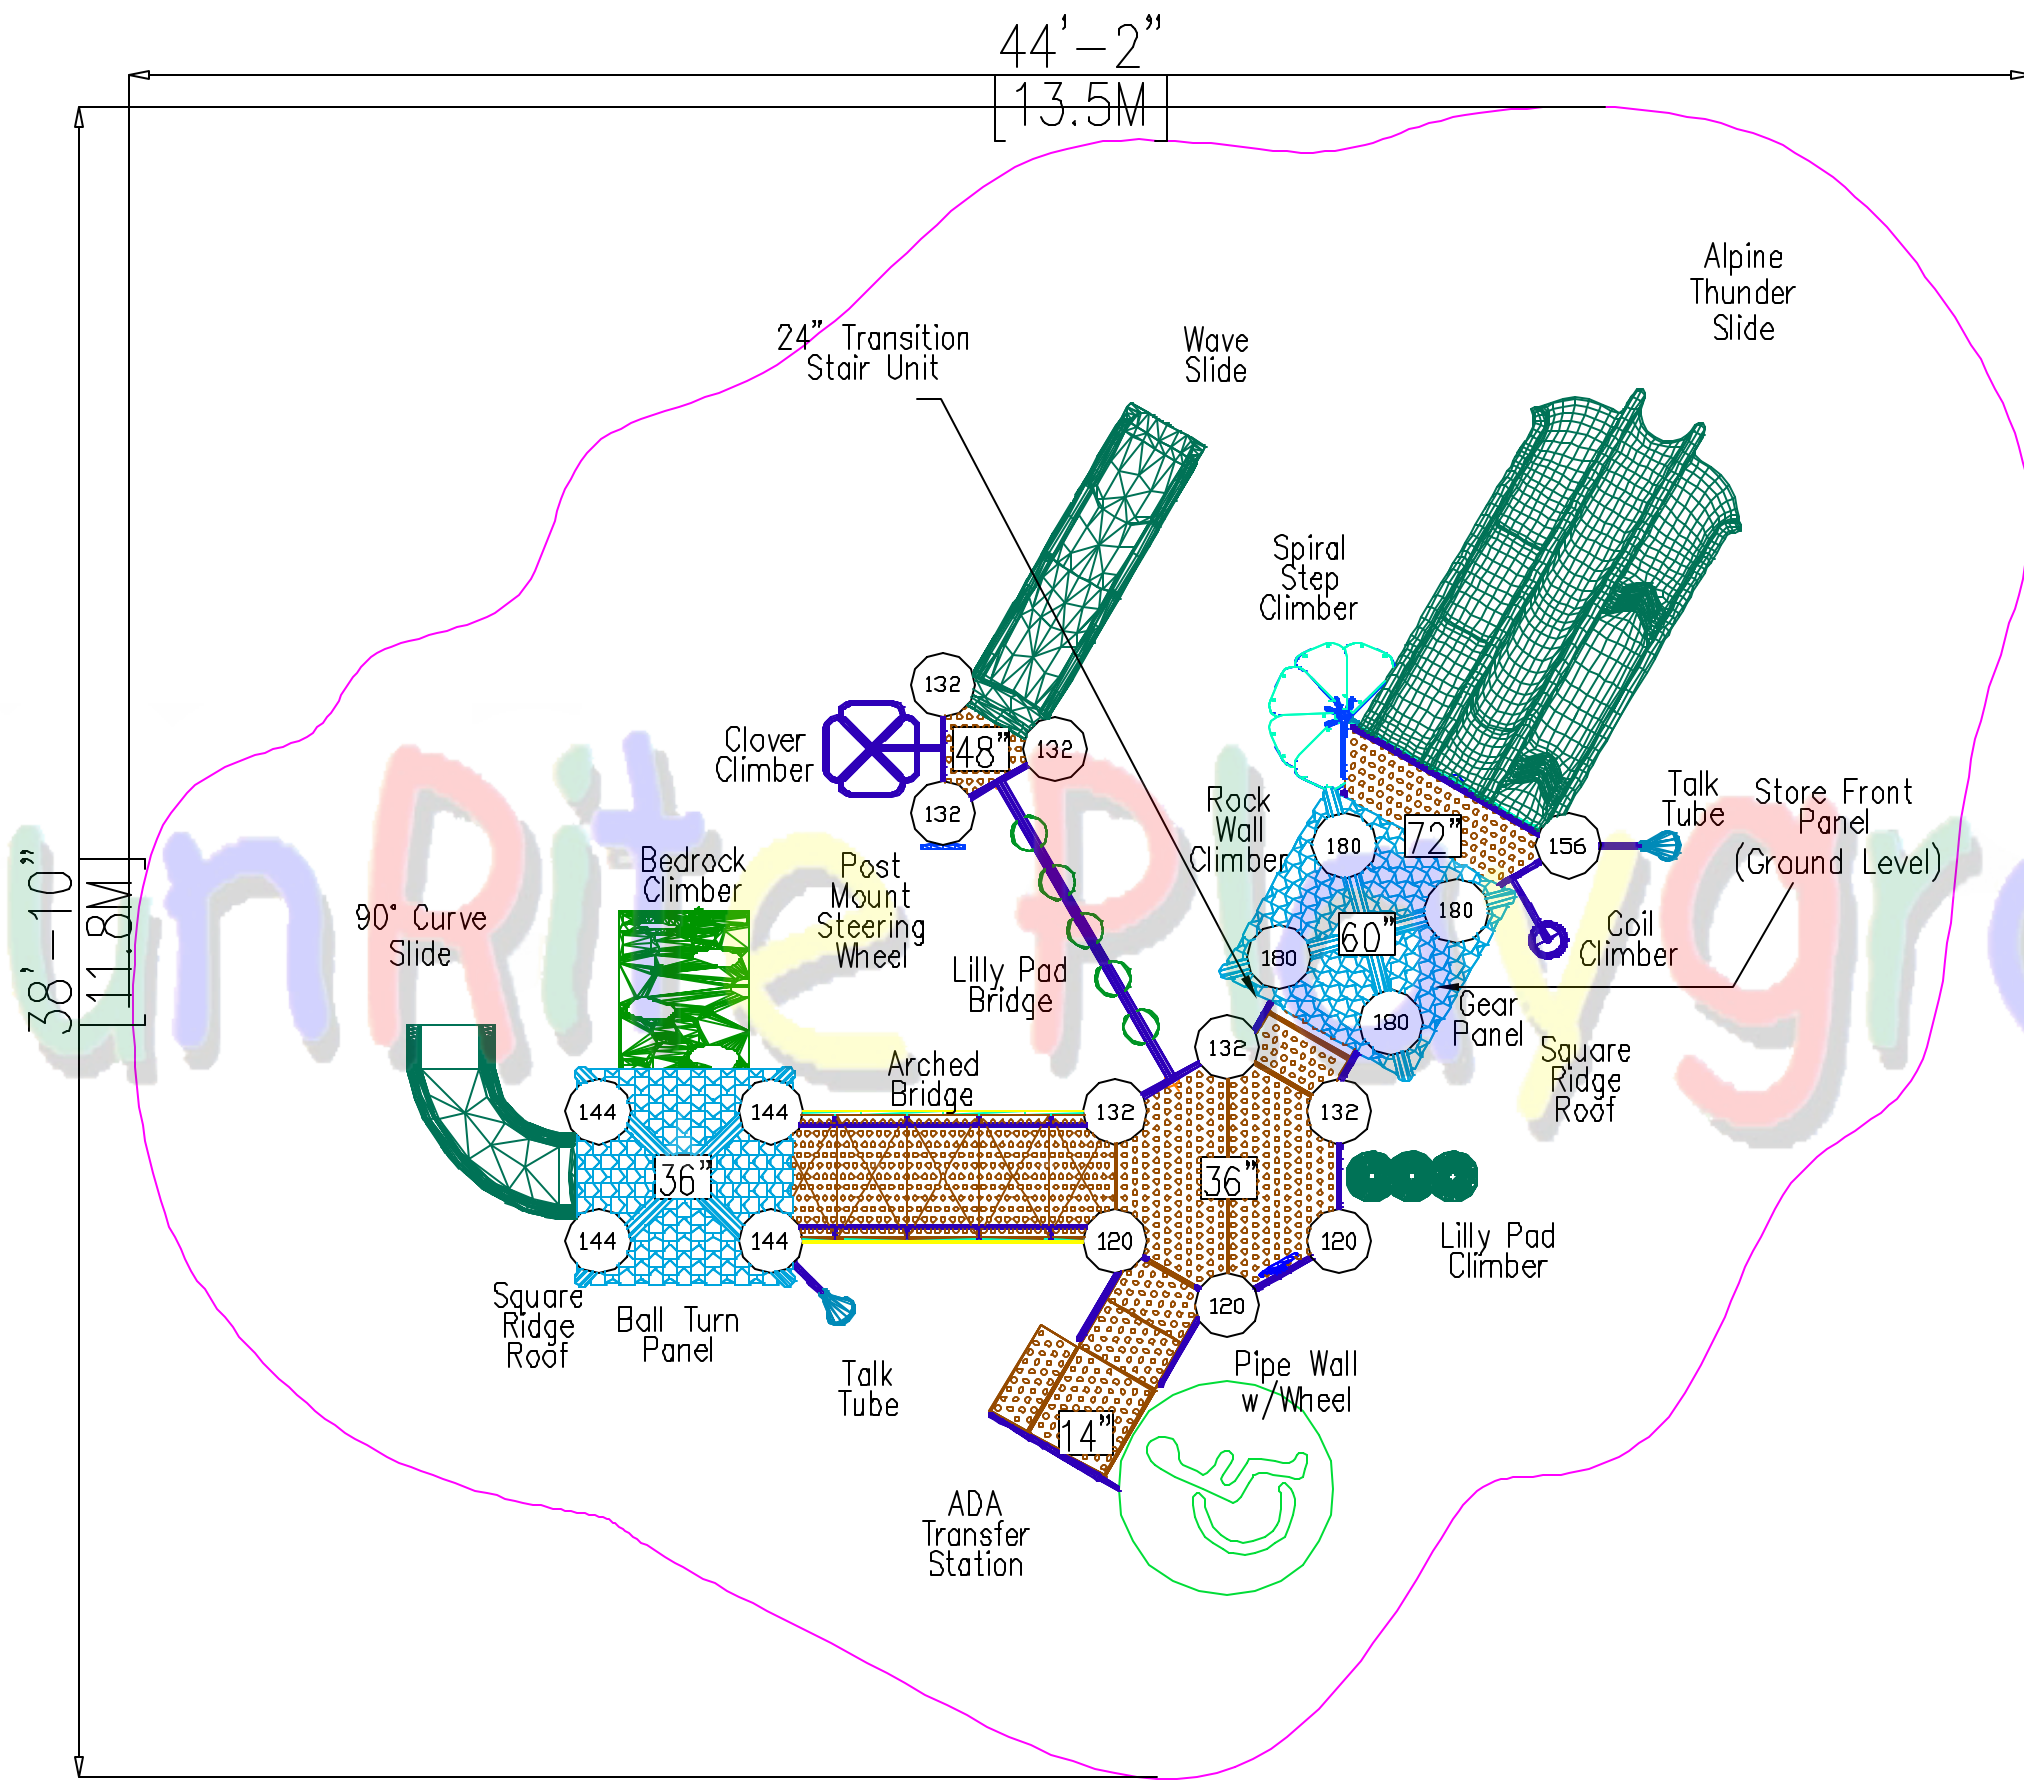 44'-2"
[13.5M]
Alpine
Thunder
Slide
24" Transition
Stair Unit
Wave
Slide
Spiral
Step
Climber
132
Clover
Climber
48"
132
132
Rock
Wall
Climber
180
72"
156
Talk
Tube
Store Front
Panel
(Ground Level)
38'-10"
[11.8M]
90° Curve
Slide
Bedrock
Climber
Post
Mount
Steering
Wheel
Lilly Pad
Bridge
180
60"
180
Coil
Climber
180
Gear
Panel
Square
Ridge
Roof
132
Arched
Bridge
144
144
132
132
36"
36"
144
144
120
120
Lilly Pad
Climber
120
Square
Ridge
Roof
Ball Turn
Panel
Talk
Tube
Pipe Wall
w/Wheel
14"
ADA
Transfer
Station
unRite Playgro